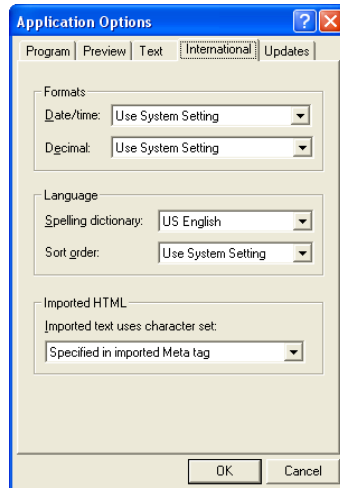 Application Options
Program Preview Text International Updates
Formats
Date/time: Use System Setting
Decimal: Use System Setting
Language
Spelling dictionary: US English
Sort order: Use System Setting
Imported HTML
Imported text uses character set:
Specified in imported Meta tag
OK Cancel